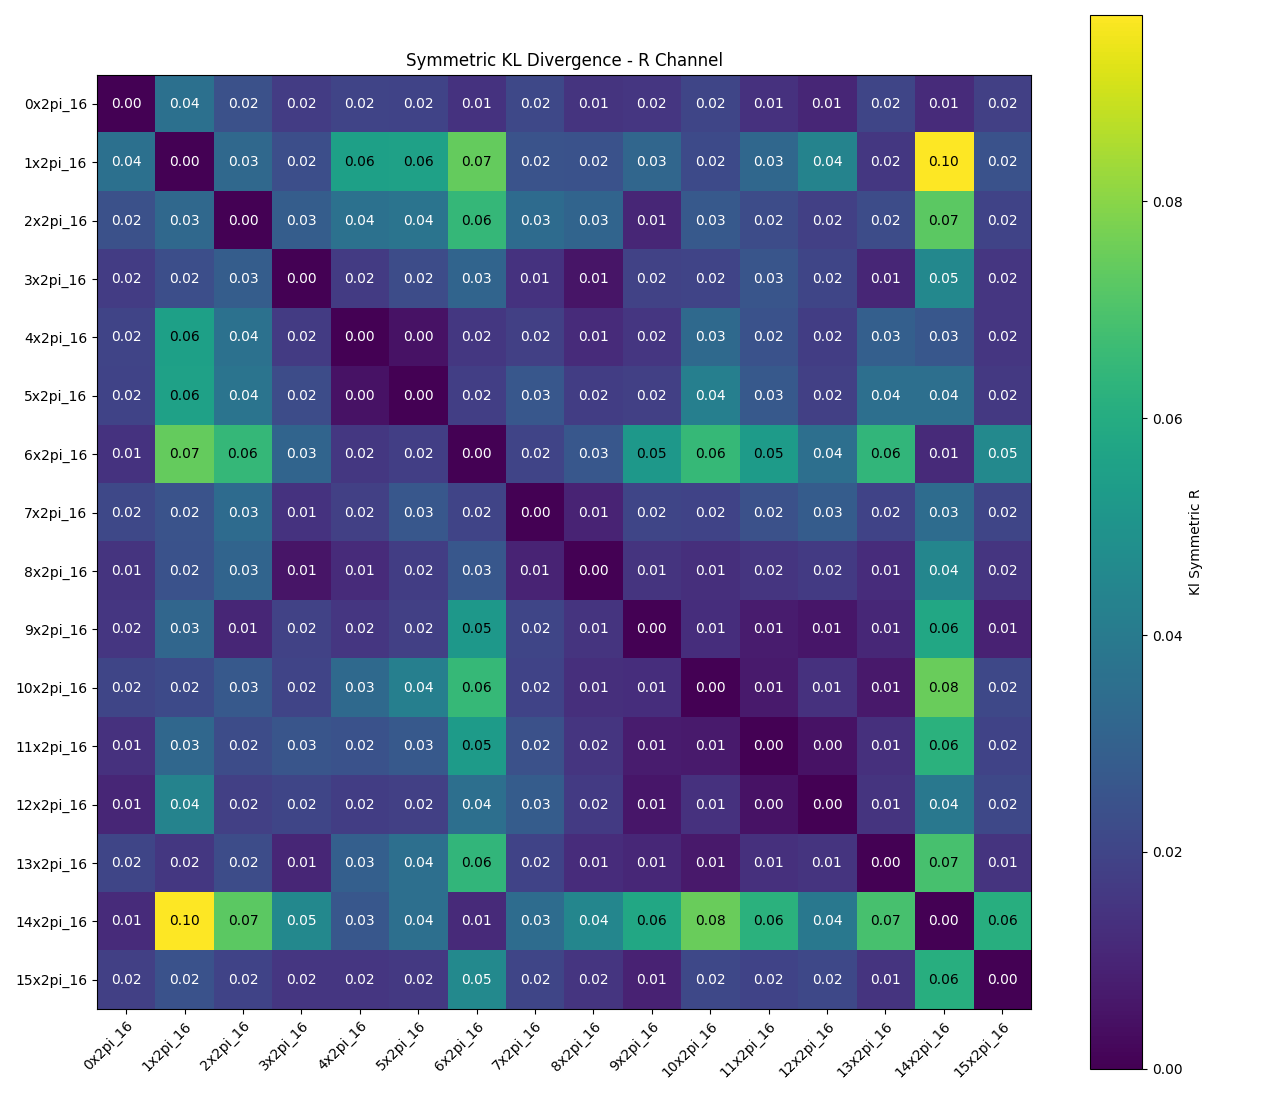 Symmetric KL Divergence - R Channel
0x2pi_16 0.00 0.04 0.02 0.02 0.02 0.02 0.01 0.02 0.01 0.02 0.02 0.01 0.01 0.02 0.01 0.02
1x2pi_16 0.04 0.00 0.03 0.02 0.06 0.06 0.07 0.02 0.02 0.03 0.02 0.03 0.04 0.02 0.10 0.02
2x2pi_16 0.02 0.03 0.00 0.03 0.04 0.04 0.06 0.03 0.03 0.01 0.03 0.02 0.02 0.02 0.07 0.02
3x2pi_16 0.02 0.02 0.03 0.00 0.02 0.02 0.03 0.01 0.01 0.02 0.02 0.03 0.02 0.01 0.05 0.02
4x2pi_16 0.02 0.06 0.04 0.02 0.00 0.00 0.02 0.02 0.01 0.02 0.03 0.02 0.02 0.03 0.03 0.02
5x2pi_16 0.02 0.06 0.04 0.02 0.00 0.00 0.02 0.03 0.02 0.02 0.04 0.03 0.02 0.04 0.04 0.02
6x2pi_16 0.01 0.07 0.06 0.03 0.02 0.02 0.00 0.02 0.03 0.05 0.06 0.05 0.04 0.06 0.01 0.05
7x2pi_16 0.02 0.02 0.03 0.01 0.02 0.03 0.02 0.00 0.01 0.02 0.02 0.02 0.03 0.02 0.03 0.02
8x2pi_16 0.01 0.02 0.03 0.01 0.01 0.02 0.03 0.01 0.00 0.01 0.01 0.02 0.02 0.01 0.04 0.02
9x2pi_16 0.02 0.03 0.01 0.02 0.02 0.02 0.05 0.02 0.01 0.00 0.01 0.01 0.01 0.01 0.06 0.01
10x2pi_16 0.02 0.02 0.03 0.02 0.03 0.04 0.06 0.02 0.01 0.01 0.00 0.01 0.01 0.01 0.08 0.02
11x2pi_16 0.01 0.03 0.02 0.03 0.02 0.03 0.05 0.02 0.02 0.01 0.01 0.00 0.00 0.01 0.06 0.02
12x2pi_16 0.01 0.04 0.02 0.02 0.02 0.02 0.04 0.03 0.02 0.01 0.01 0.00 0.00 0.01 0.04 0.02
13x2pi_16 0.02 0.02 0.02 0.01 0.03 0.04 0.06 0.02 0.01 0.01 0.01 0.01 0.01 0.00 0.07 0.01
14x2pi_16 0.01 0.10 0.07 0.05 0.03 0.04 0.01 0.03 0.04 0.06 0.08 0.06 0.04 0.07 0.00 0.06
15x2pi_16 0.02 0.02 0.02 0.02 0.02 0.02 0.05 0.02 0.02 0.01 0.02 0.02 0.02 0.01 0.06 0.00
0x2pi_16 1x2pi_16 2x2pi_16 3x2pi_16 4x2pi_16 5x2pi_16 6x2pi_16 7x2pi_16 8x2pi_16 9x2pi_16 10x2pi_16 11x2pi_16 12x2pi_16 13x2pi_16 14x2pi_16 15x2pi_16
0.08
0.06
0.04
0.02
0.00
Kl Symmetric R